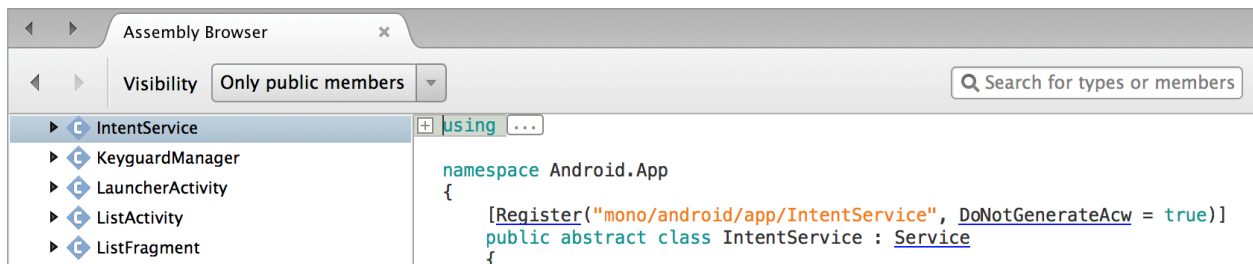 Assembly Browser
Visibility Only public members Search for types or members
IntentService
KeyguardManager
LauncherActivity
ListActivity
ListFragment
using ...
namespace Android.App
{
[Register("mono/android/app/IntentService", DoNotGenerateAcw = true)]
public abstract class IntentService : Service
{